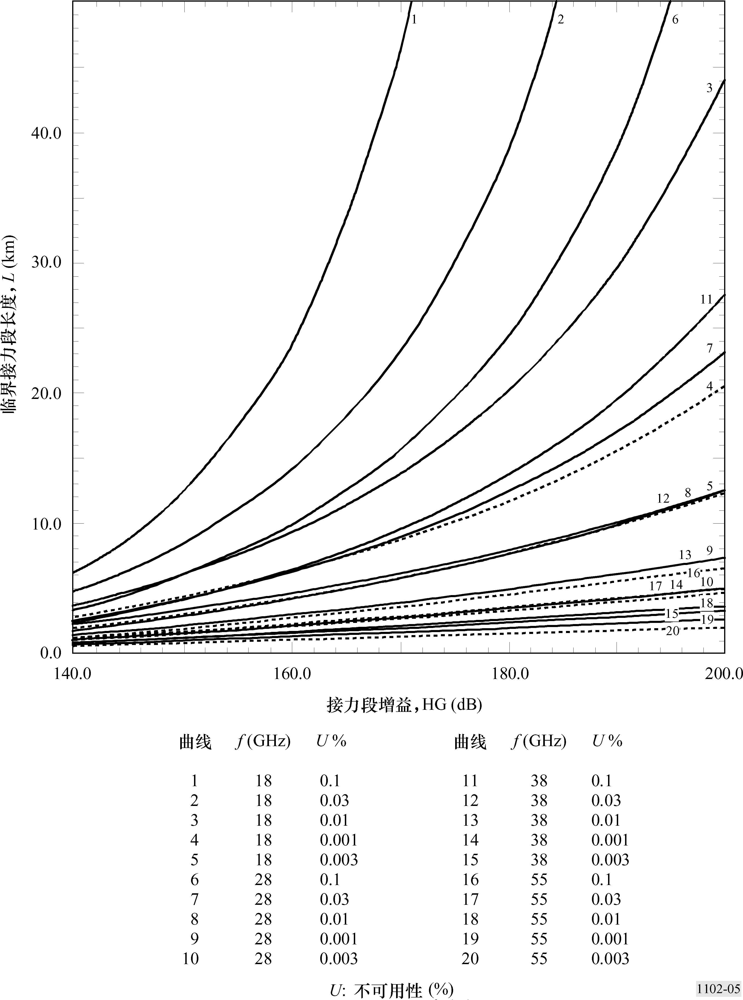 1
2
6
3
40.0
30.0
11
7
4
20.0
临界接力段长度, L (km)
5
8
12
10.0
9
13
16
10
14
17
18
15
19
20
0.0
140.0 160.0 180.0 200.0
接力段增益, HG (dB)
曲线 f (GHz) U % 曲线 f (GHz) U %
1 18 0.1 11 38 0.1
2 18 0.03 12 38 0.03
3 18 0.01 13 38 0.01
4 18 0.001 14 38 0.001
5 18 0.003 15 38 0.003
6 28 0.1 16 55 0.1
7 28 0.03 17 55 0.03
8 28 0.01 18 55 0.01
9 28 0.001 19 55 0.001
10 28 0.003 20 55 0.003
U: 不可用性 (%)
1102-05